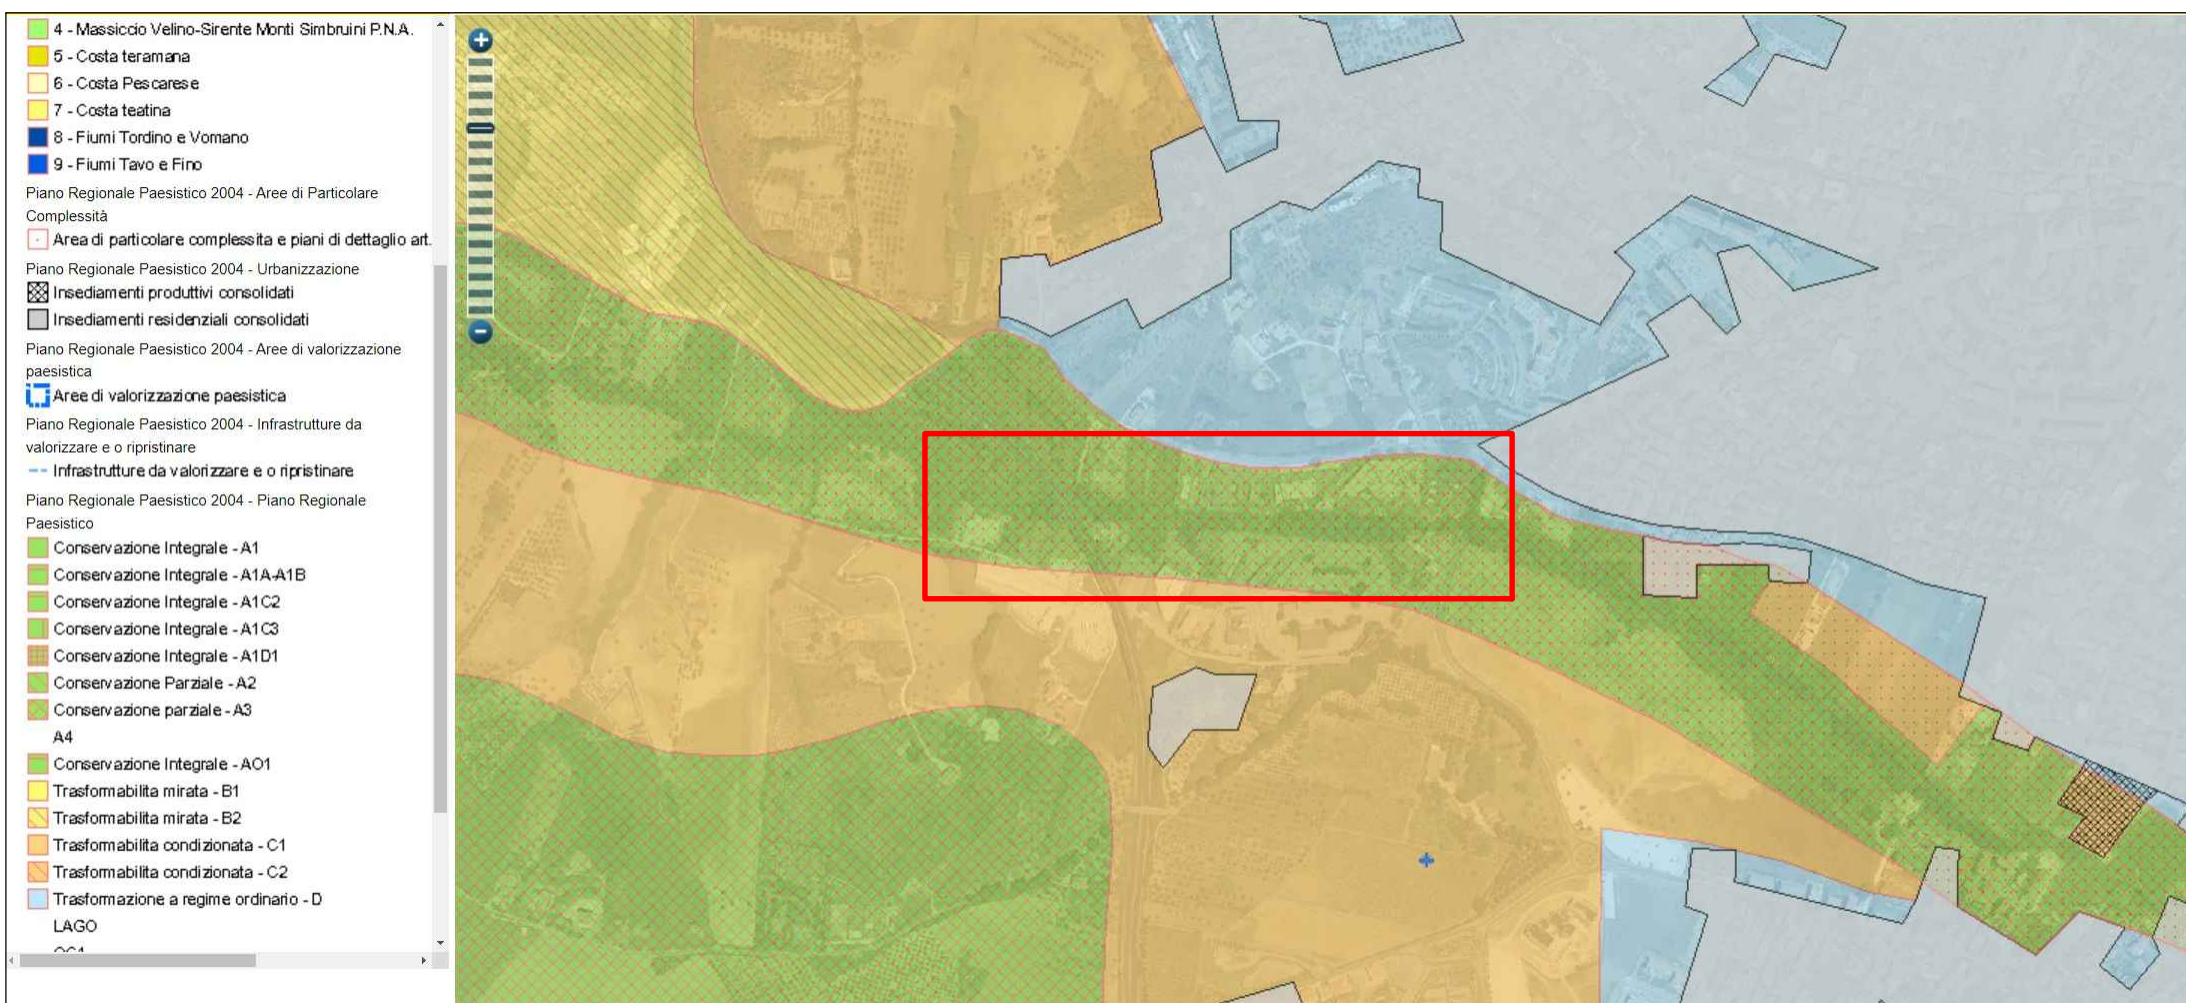 4 - Massiccio Velino-Sirente Monti Simbruini P.N.A.
5 - Costa teramana
6 - Costa Pescarese
7 - Costa teatina
8 - Fiumi Tordino e Vomano
9 - Fiumi Tavo e Fino
Piano Regionale Paesistico 2004 - Aree di Particolare
Complessità
Area di particolare complessita e piani di dettaglio art.
Piano Regionale Paesistico 2004 - Urbanizzazione
Insediamenti produttivi consolidati
Insediamenti residenziali consolidati
Piano Regionale Paesistico 2004 - Aree di valorizzazione
paesistica
Aree di valorizzazione paesistica
Piano Regionale Paesistico 2004 - Infrastrutture da
valorizzare e o ripristinare
Infrastrutture da valorizzare e o ripristinare
Piano Regionale Paesistico 2004 - Piano Regionale
Paesistico
Conservazione Integrale - A1
Conservazione Integrale - A1A-A1B
Conservazione Integrale - A1C2
Conservazione Integrale - A1C3
Conservazione Integrale - A1D1
Conservazione Parziale - A2
Conservazione parziale - A3
A4
Conservazione Integrale - AO1
Trasformabilita mirata - B1
Trasformabilita mirata - B2
Trasformabilita condizionata - C1
Trasformabilita condizionata - C2
Trasformazione a regime ordinario - D
LAGO